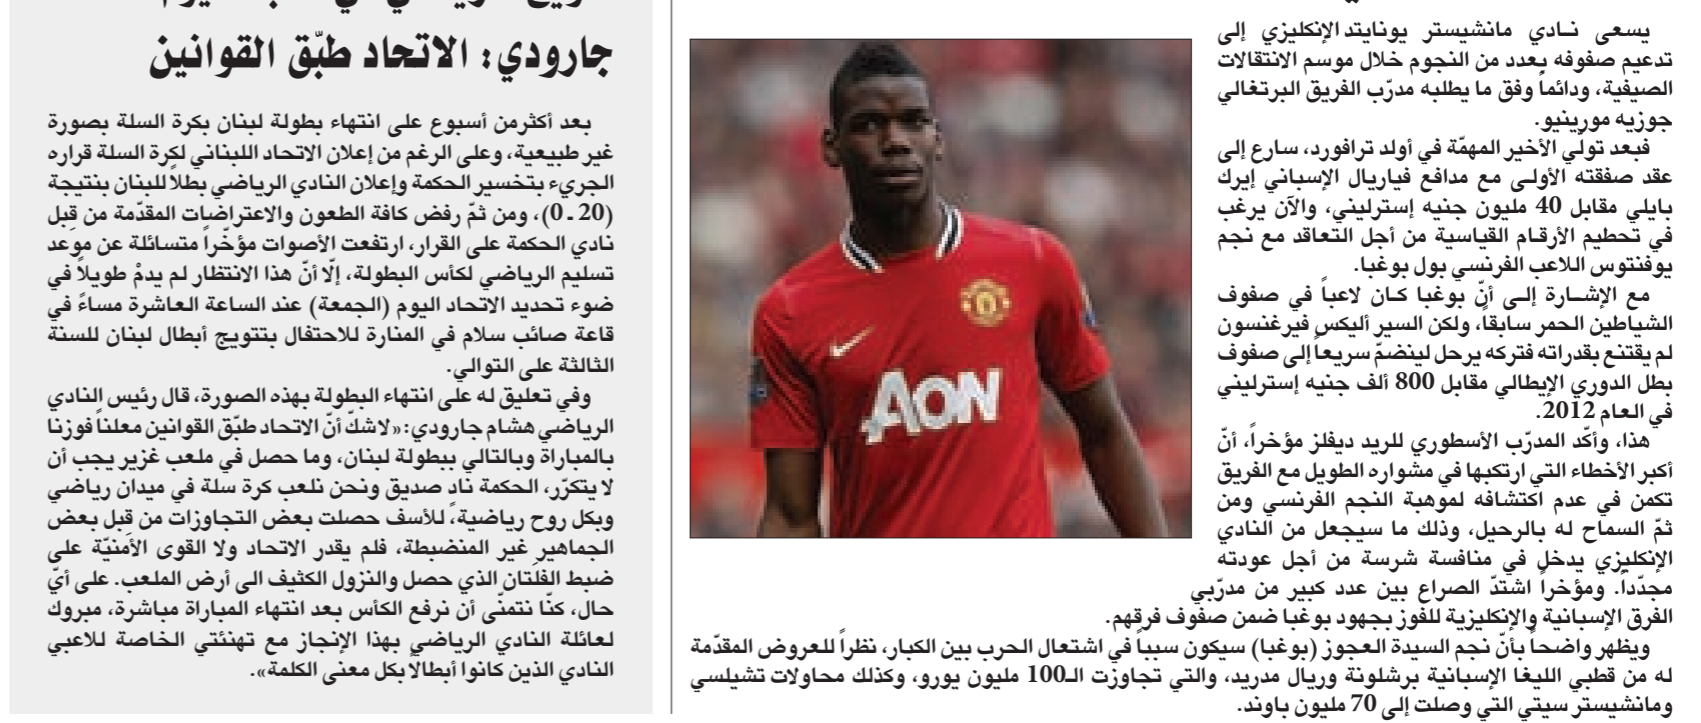 يسعى نادي مانشيستر يونايتد الإنكليزي إلى
تدعيم صفوفه بعدد من النجوم خلال موسم الانتقالات
الصيفية، ودائماً وفق ما يطلبه مدرّب الفريق البرتغالي
جوزيه مورينيو.
فبعد تولّي الأخير المهمّة في أولد ترافورد، سارع إلى
عقد صفقته الأولى مع مدافع فياريال الإسباني إيرك
بايلي مقابل 40 مليون جنيه إسترليني، والآن يرغب
في تحطيم الأرقام القياسية من أجل التعاقد مع نجم
يوفنتوس اللاعب الفرنسي بول بوغبا.
مع الإشارة إلى أنّ بوغبا كان لاعباً في صفوف
الشياطين الحمر سابقاً، ولكن السير أليكس فيرغنسون
لم يقتنع بقدراته فتركه يرحل لينضمّ سريعاً إلى صفوف
بطل الدوري الإيطالي مقابل 800 ألف جنيه إسترليني
في العام 2012.
هذا، وأكّد المدرّب الأسطوري للريد ديفلز مؤخراً، أنّ
أكبر الأخطاء التي ارتكبها في مشواره الطويل مع الفريق
تكمن في عدم اكتشافه لموهبة النجم الفرنسي ومن
ثمّ السماح له بالرحيل، وذلك ما سيجعل من النادي
الإنكليزي يدخل في منافسة شرسة من أجل عودته
مجدّداً. ومؤخراً اشتدّ الصراع بين عدد كبير من مدرّبي
الفرق الإسبانية والإنكليزية للفوز بجهود بوغبا ضمن صفوف فرقهم.
ويظهر واضحاً بأنّ نجم السيدة العجوز (بوغبا) سيكون سبباً في اشتعال الحرب بين الكبار، نظراً للعروض المقدّمة
له من قطبي الليغا الإسبانية برشلونة وريال مدريد، والتي تجاوزت الـ100 مليون يورو، وكذلك محاولات تشيلسي
ومانشيستر سيتي التي وصلت إلى 70 مليون باوند.
AON
جارودي: الاتحاد طبّق القوانين
بعد أكثرمن أسبوع على انتهاء بطولة لبنان بكرة السلة بصورة
غير طبيعية، وعلى الرغم من إعلان الاتحاد اللبناني لكرة السلة قراره
الجريء بتخسير الحكمة وإعلان النادي الرياضي بطلاً للبنان بنتيجة
(20 ـ 0)، ومن ثمّ رفض كافة الطعون والاعتراضات المقدّمة من قِبل
نادي الحكمة على القرار، ارتفعت الأصوات مؤخّراً متسائلة عن موعد
تسليم الرياضي لكأس البطولة، إلّا أنّ هذا الانتظار لم يدمْ طويلاً في
ضوء تحديد الاتحاد اليوم (الجمعة) عند الساعة العاشرة مساءً في
قاعة صائب سلام في المنارة للاحتفال بتتويج أبطال لبنان للسنة
الثالثة على التوالي.
وفي تعليق له على انتهاء البطولة بهذه الصورة، قال رئيس النادي
الرياضي هشام جارودي:«لاشكّ أنّ الاتحاد طبّق القوانين معلناً فوزنا
بالمباراة وبالتالي ببطولة لبنان، وما حصل في ملعب غزير يجب أن
لا يتكرّر، الحكمة نادٍ صديق ونحن نلعب كرة سلة في ميدان رياضي
وبكل روح رياضية، للأسف حصلت بعض التجاوزات من قِبل بعض
الجماهير غير المنضبطة، فلم يقدر الاتحاد ولا القوى الأمنيّة على
ضبط الفلَتان الذي حصل والنزول الكثيف الى أرض الملعب. على أيّ
حال، كنّا نتمنّى أن نرفع الكأس بعد انتهاء المباراة مباشرة، مبروك
لعائلة النادي الرياضي بهذا الإنجاز مع تهنئتي الخاصة للاعبي
النادي الذين كانوا أبطالاً بكل معنى الكلمة».